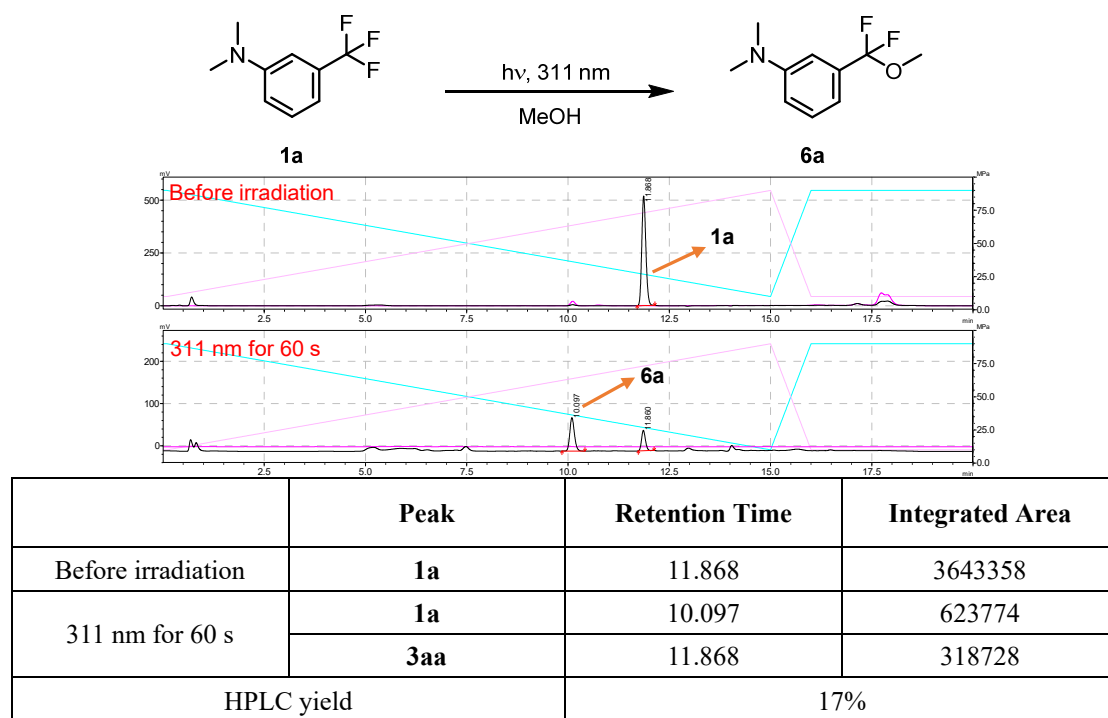 N F F F
hν, 311 nm
MeOH
N F F O
1a
6a
mV
Before irradiation
11.868
1a
MPa
500
250
0
75.0
50.0
25.0
0.0
2.5 5.0 7.5 10.0 12.5 15.0 17.5 min
mV
311 nm for 60 s
10.097
6a
11.860
MPa
200
100
0
75.0
50.0
25.0
0.0
2.5 5.0 7.5 10.0 12.5 15.0 17.5 min
Peak Retention Time Integrated Area
Before irradiation 1a 11.868 3643358
311 nm for 60 s 1a 10.097 623774
3aa 11.868 318728
HPLC yield 17%